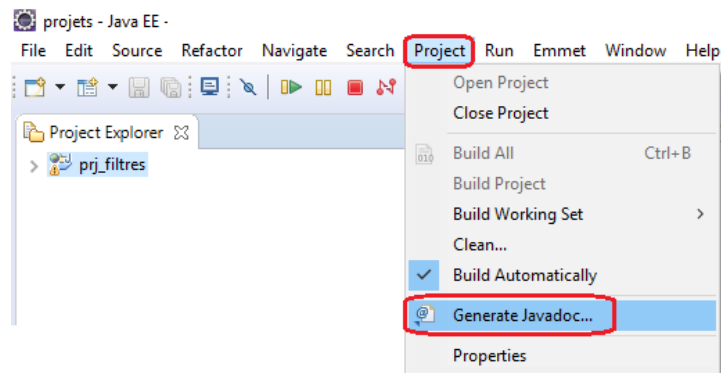 projets - Java EE -
File Edit Source Refactor Navigate Search Project Run Emmet Window Help
Open Project
Close Project
Project Explorer
prj_filtres
010
Build All Ctrl+B
Build Project
Build Working Set
Clean...
Build Automatically
@
Generate Javadoc...
Properties